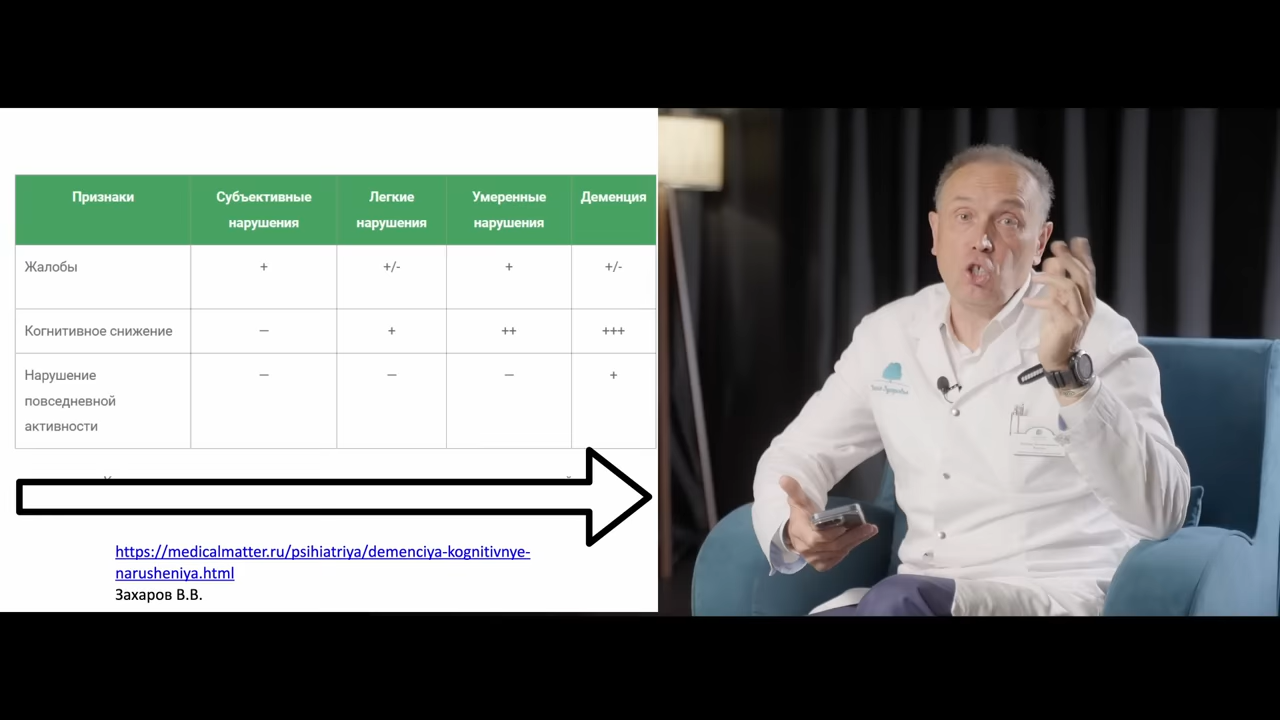 Признаки
Субъективные
нарушения
Легкие
нарушения
Умеренные
нарушения
Деменция
Жалобы + +/- + +/-
Когнитивное снижение — + ++ +++
Нарушение
повседневной
активности
— — — +
https://medicalmatter.ru/psihiatriya/demenciya-kognitivnye-
narusheniya.html
Захаров В.В.